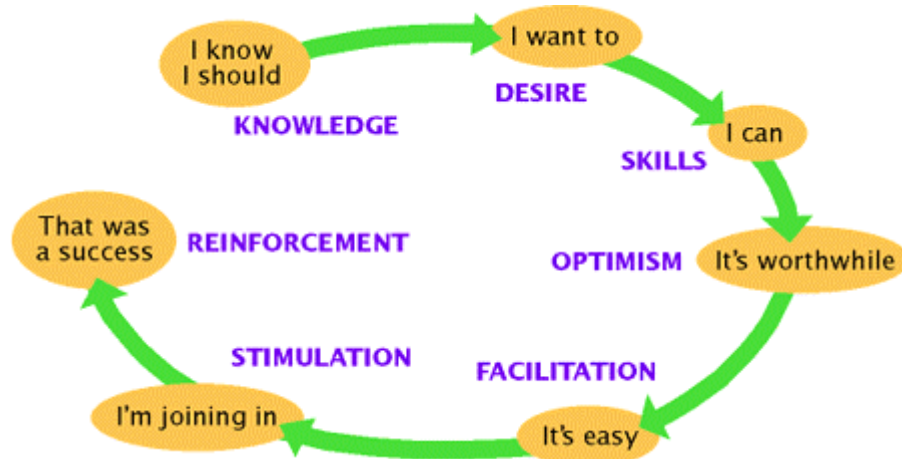 I know
I should
KNOWLEDGE
I want to
DESIRE
I can
SKILLS
It's worthwhile
OPTIMISM
It's easy
FACILITATION
I'm joining in
STIMULATION
That was
a success
REINFORCEMENT